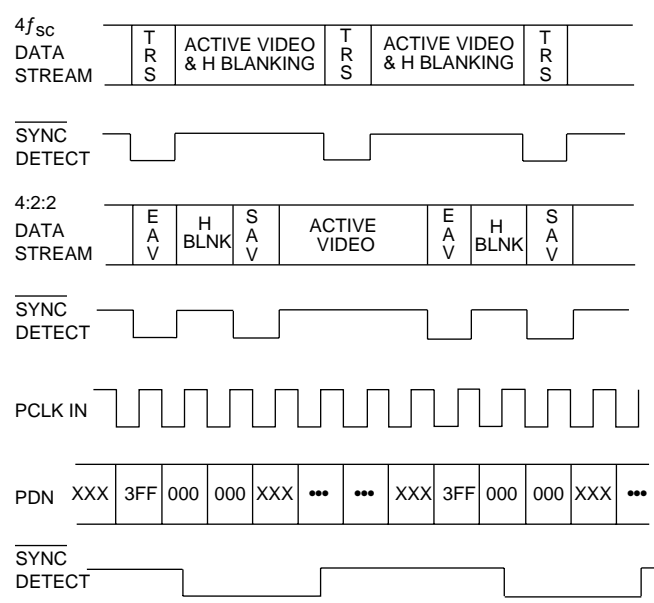 4fSC
DATA
STREAM
T
R
S
ACTIVE VIDEO
& H BLANKING
T
R
S
ACTIVE VIDEO
& H BLANKING
T
R
S
SYNC
DETECT
4:2:2
DATA
STREAM
E
A
V
H
BLNK
S
A
V
ACTIVE
VIDEO
E
A
V
H
BLNK
S
A
V
SYNC
DETECT
PCLK IN
PDN XXX 3FF 000 000 XXX ••• ••• XXX 3FF 000 000 XXX •••
SYNC
DETECT